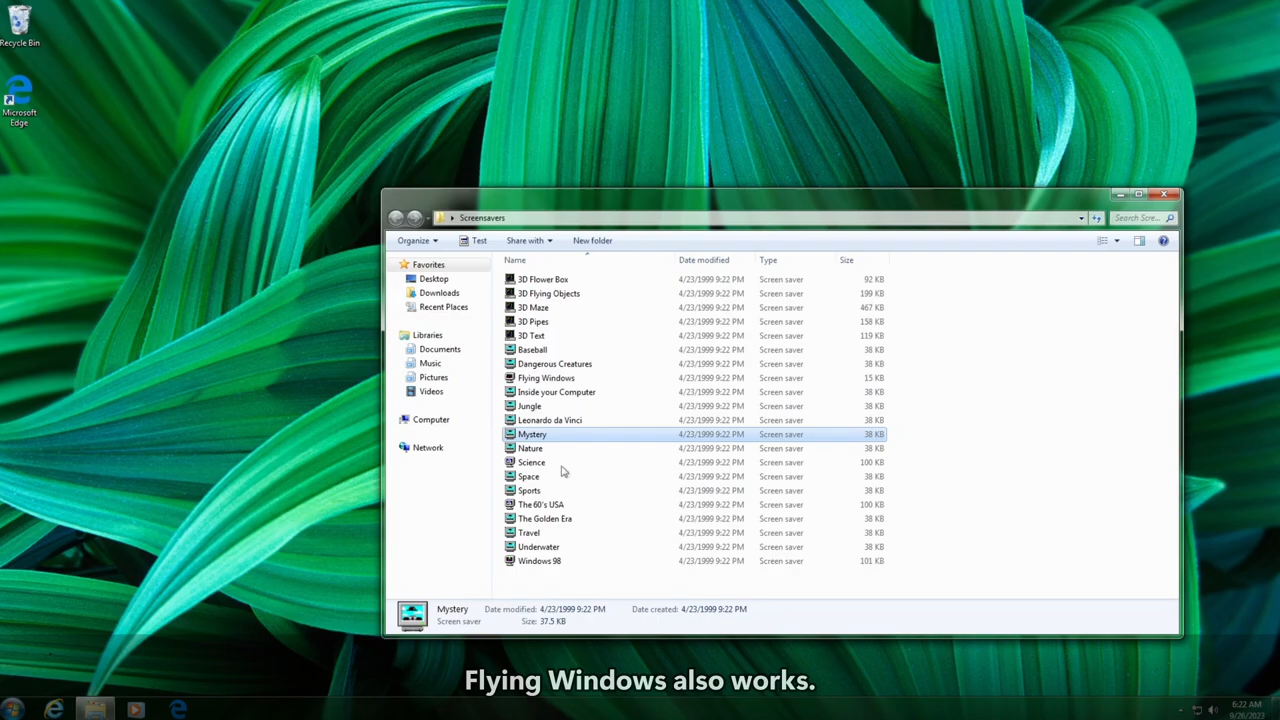 Recycle Bin
Microsoft
Edge
Screensavers
Search Scre...
Organize
Test
Share with
New folder
Favorites
Desktop
Downloads
Recent Places
Libraries
Documents
Music
Pictures
Videos
Computer
Network
Name Date modified Type Size
3D Flower Box 4/23/1999 9:22 PM Screen saver 92 KB
3D Flying Objects 4/23/1999 9:22 PM Screen saver 199 KB
3D Maze 4/23/1999 9:22 PM Screen saver 467 KB
3D Pipes 4/23/1999 9:22 PM Screen saver 158 KB
3D Text 4/23/1999 9:22 PM Screen saver 119 KB
Baseball 4/23/1999 9:22 PM Screen saver 38 KB
Dangerous Creatures 4/23/1999 9:22 PM Screen saver 38 KB
Flying Windows 4/23/1999 9:22 PM Screen saver 15 KB
Inside your Computer 4/23/1999 9:22 PM Screen saver 38 KB
Jungle 4/23/1999 9:22 PM Screen saver 38 KB
Leonardo da Vinci 4/23/1999 9:22 PM Screen saver 38 KB
Mystery 4/23/1999 9:22 PM Screen saver 38 KB
Nature 4/23/1999 9:22 PM Screen saver 38 KB
Science 4/23/1999 9:22 PM Screen saver 100 KB
Space 4/23/1999 9:22 PM Screen saver 38 KB
Sports 4/23/1999 9:22 PM Screen saver 38 KB
The 60's USA 4/23/1999 9:22 PM Screen saver 100 KB
The Golden Era 4/23/1999 9:22 PM Screen saver 38 KB
Travel 4/23/1999 9:22 PM Screen saver 38 KB
Underwater 4/23/1999 9:22 PM Screen saver 38 KB
Windows 98 4/23/1999 9:22 PM Screen saver 101 KB
Mystery Date modified: 4/23/1999 9:22 PM Date created: 4/23/1999 9:22 PM
Screen saver Size: 37.5 KB
Flying Windows also works.
6:22 AM
9/26/2023